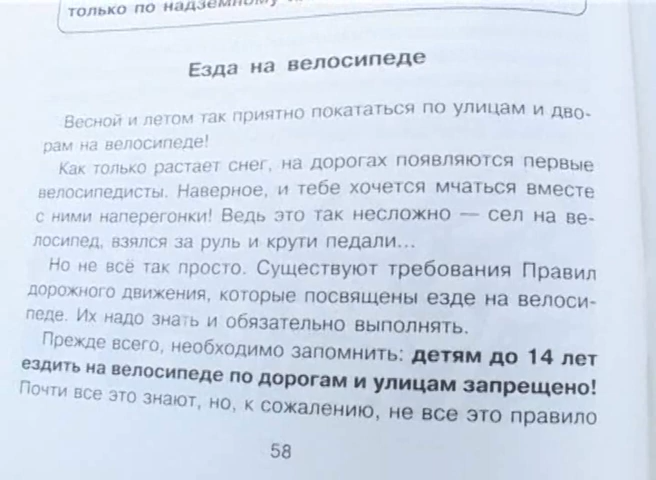 только по надземному
Езда на велосипеде
Весной и летом так приятно покататься по улицам и дво-
рам на велосипеде!
Как только растает снег, на дорогах появляются первые
велосипедисты. Наверное, и тебе хочется мчаться вместе
с ними наперегонки! Ведь это так несложно — сел на ве-
лосипед, взялся за руль и крути педали...
Но не всё так просто. Существуют требования Правил
дорожного движения, которые посвящены езде на велоси-
педе. Их надо знать и обязательно выполнять.
Прежде всего, необходимо запомнить: детям до 14 лет
ездить на велосипеде по дорогам и улицам запрещено!
Почти все это знают, но, к сожалению, не все это правило
58